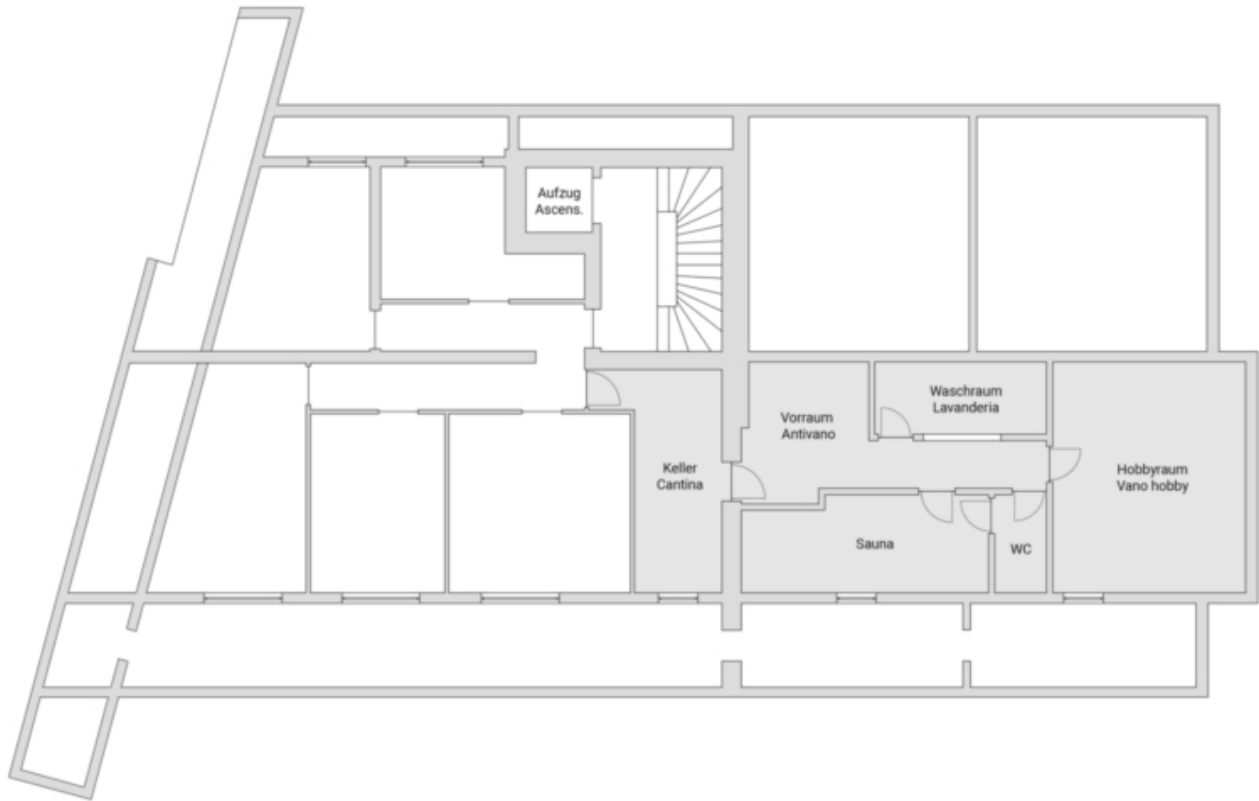 Aufzug
Ascens.
Waschraum
Lavanderia
Vorraum
Antivano
Keller
Cantina
Hobbyraum
Vano hobby
Sauna
WC